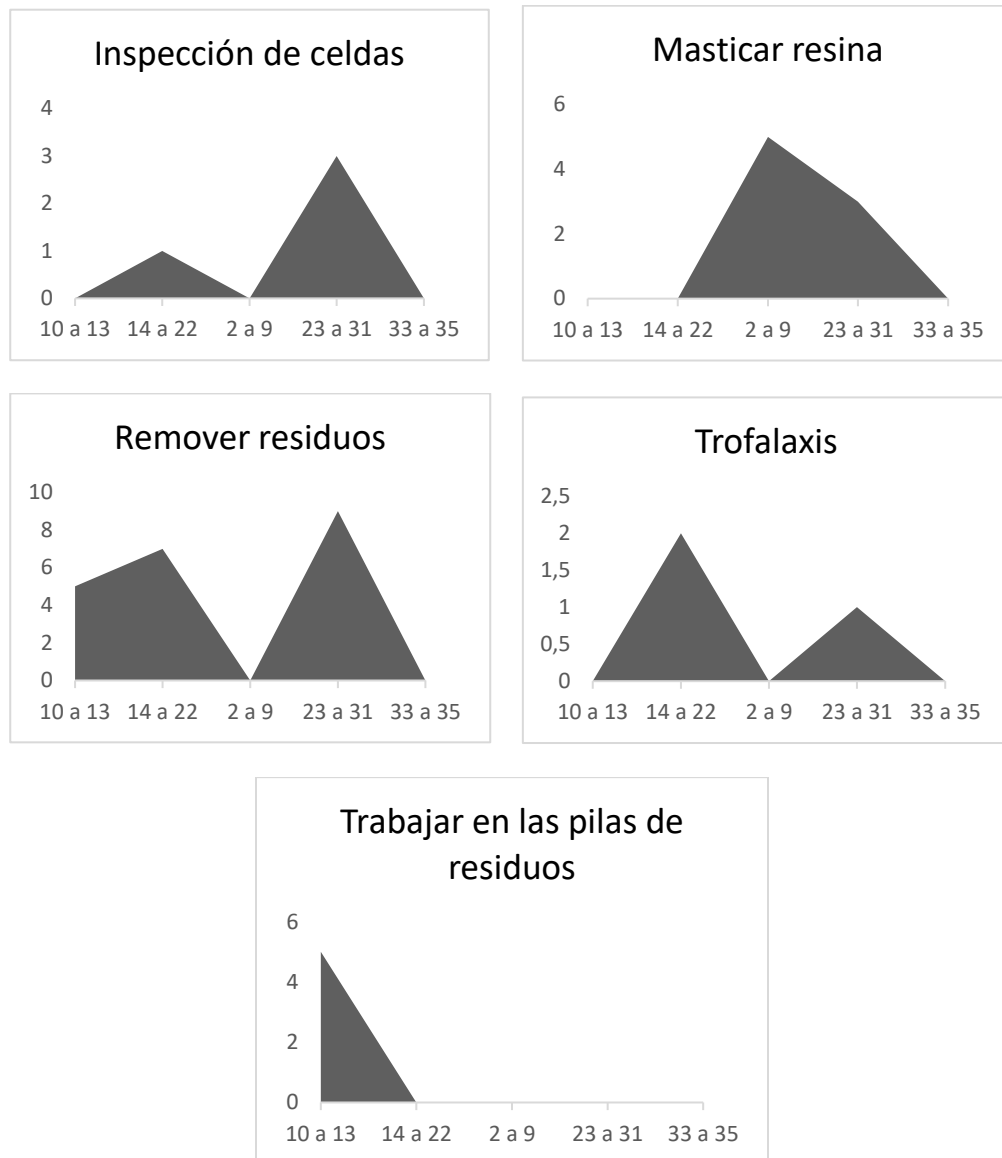 Inspección de celdas
4
3
2
1
0
10 a 13 14 a 22 2 a 9 23 a 31 33 a 35
Masticar resina
6
4
2
0
10 a 13 14 a 22 2 a 9 23 a 31 33 a 35
Remover residuos
10
8
6
4
2
0
10 a 13 14 a 22 2 a 9 23 a 31 33 a 35
Trofalaxis
2,5
2
1,5
1
0,5
0
10 a 13 14 a 22 2 a 9 23 a 31 33 a 35
Trabajar en las pilas de
residuos
6
4
2
0
10 a 13 14 a 22 2 a 9 23 a 31 33 a 35